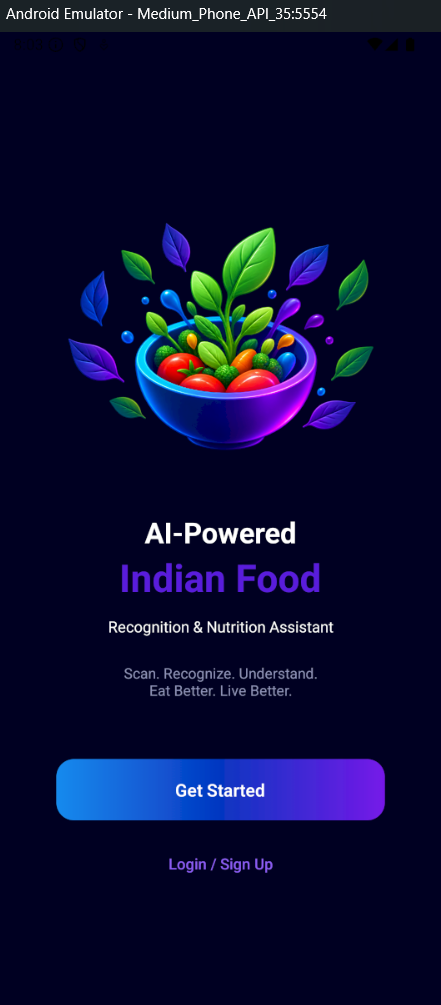 Android Emulator - Medium_Phone_API_35:5554
AI-Powered
Indian Food
Recognition & Nutrition Assistant
Scan. Recognize. Understand.
Eat Better. Live Better.
Get Started
Login / Sign Up